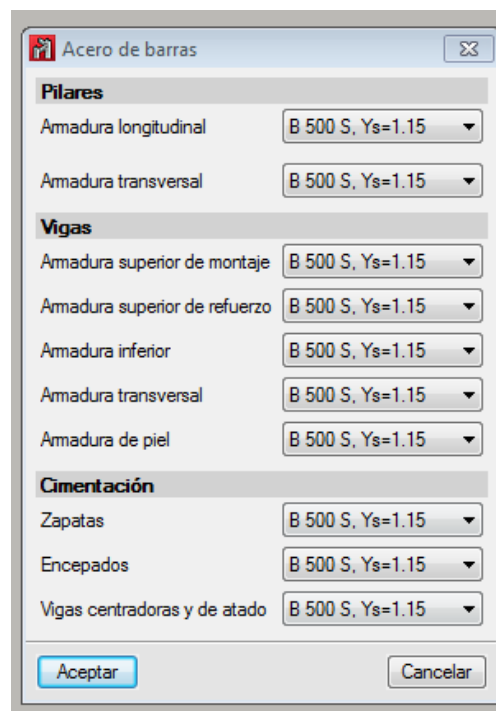 Acero de barras
Pilares
Armadura longitudinal B 500 S, Ys=1.15
Armadura transversal B 500 S, Ys=1.15
Vigas
Armadura superior de montaje B 500 S, Ys=1.15
Armadura superior de refuerzo B 500 S, Ys=1.15
Armadura inferior B 500 S, Ys=1.15
Armadura transversal B 500 S, Ys=1.15
Armadura de piel B 500 S, Ys=1.15
Cimentación
Zapatas B 500 S, Ys=1.15
Encepados B 500 S, Ys=1.15
Vigas centradoras y de atado B 500 S, Ys=1.15
Aceptar Cancelar